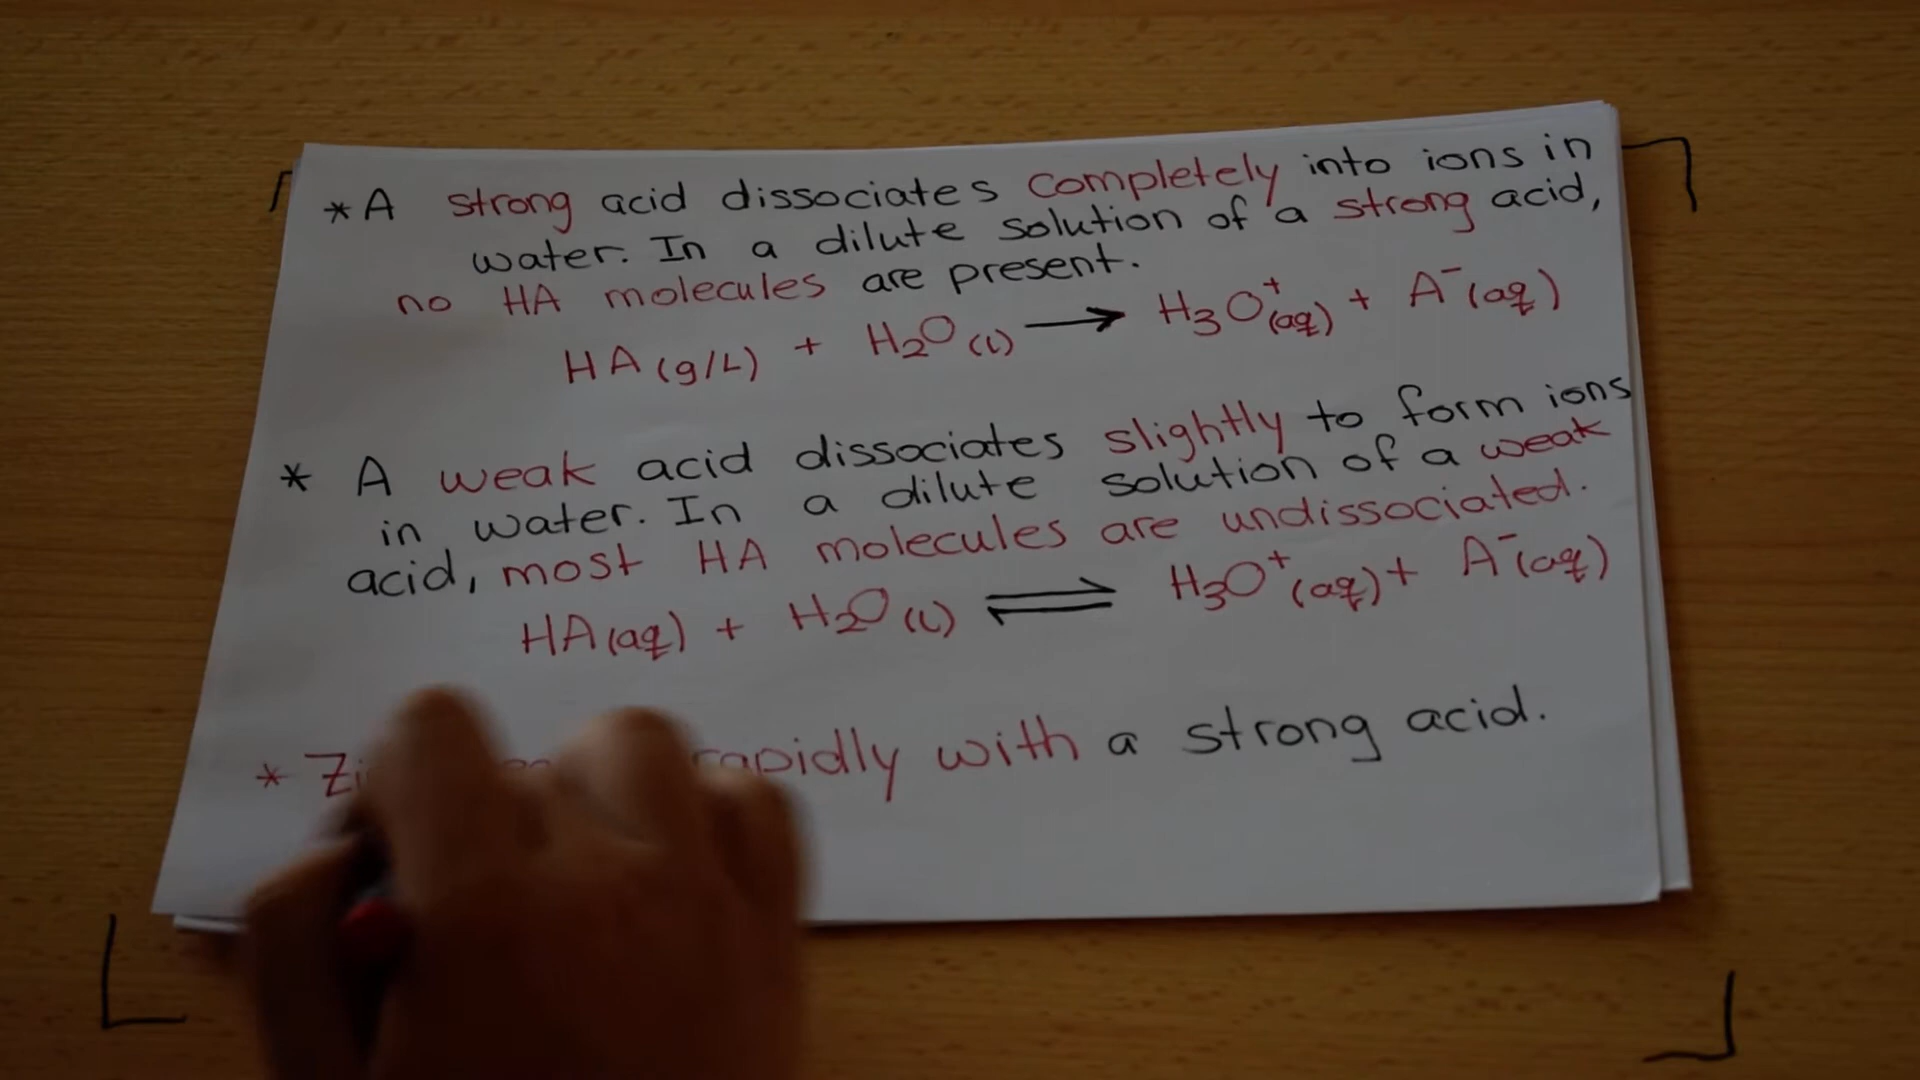 * A strong acid dissociates completely into ions in
water. In a dilute solution of a strong acid,
no HA molecules are present.
HA (g/L) + H2O (l) → H3O+ (aq) + A- (aq)
* A weak acid dissociates slightly to form ions
in water. In a dilute solution of a weak
acid, most HA molecules are undissociated.
HA (aq) + H2O (l) ⇌ H3O+ (aq) + A- (aq)
* rapidly with a strong acid.